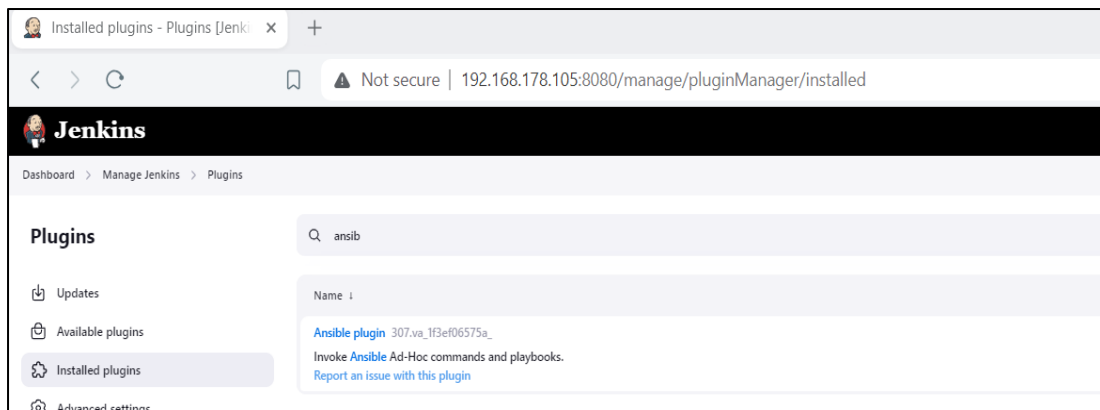 Installed plugins - Plugins [Jenki
Not secure | 192.168.178.105:8080/manage/pluginManager/installed
Jenkins
Dashboard > Manage Jenkins > Plugins
Plugins
ansib
Updates
Name ↓
Available plugins
Ansible plugin 307.va_1f3ef06575a_
Invoke Ansible Ad-Hoc commands and playbooks.
Installed plugins
Report an issue with this plugin
Advanced settings